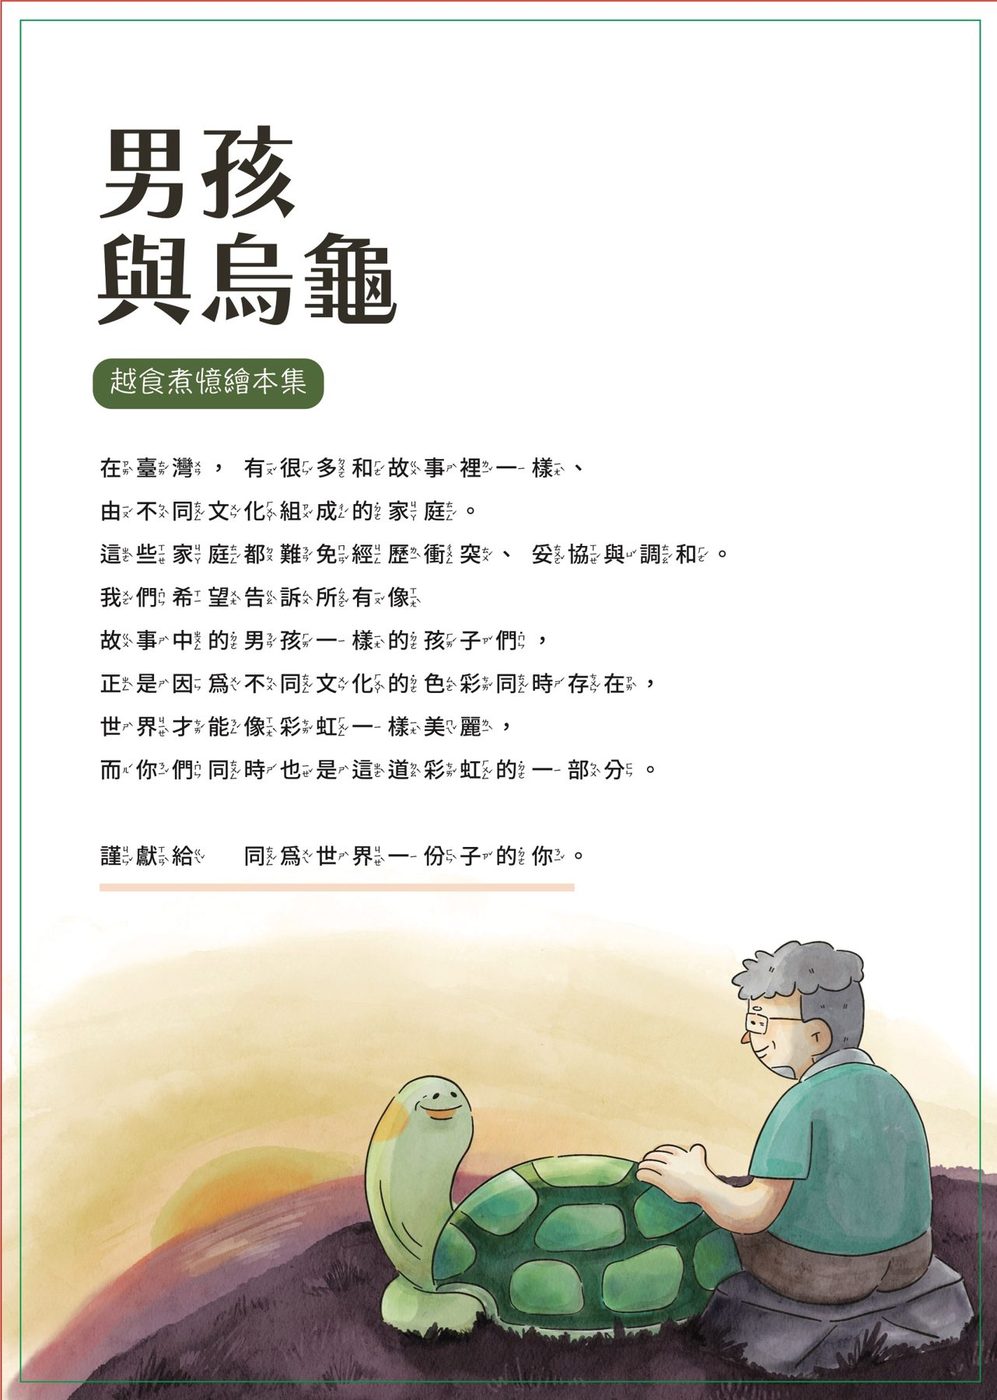 男孩
與烏龜
越食煮憶繪本集
在臺灣，有很多和故事裡一樣、
由不同文化組成的家庭。
這些家庭都難免經歷衝突、妥協與調和。
我們希望告訴所有像
故事中的男孩一樣的孩子們，
正是因為不同文化的色彩同時存在，
世界才能像彩虹一樣美麗，
而你們同時也是這道彩虹的一部分。
謹獻給　同為世界一份子的你。